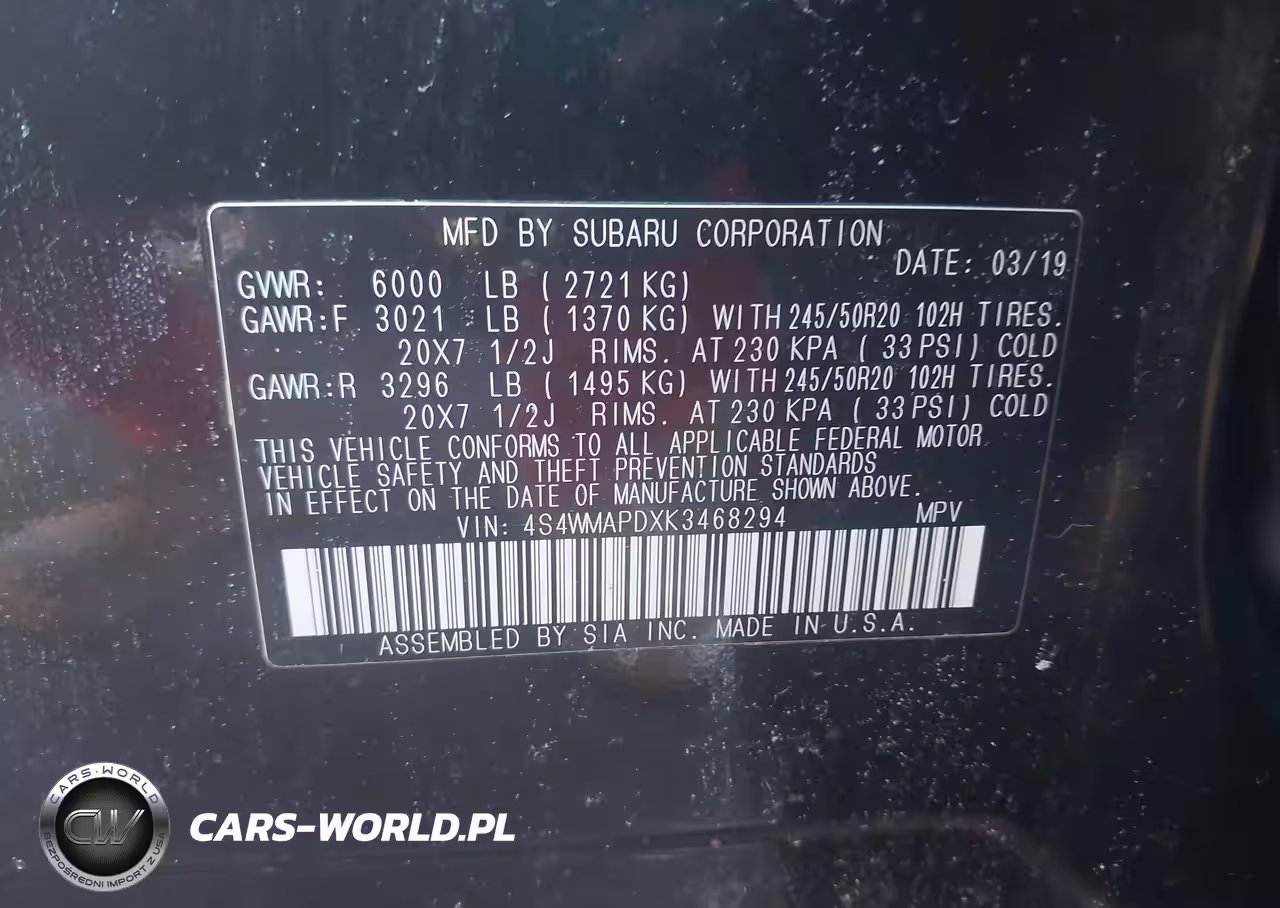 MFD BY SUBARU CORPORATION
DATE: 03/19
GVWR: 6000 LB ( 2721 KG)
GAWR:F 3021 LB ( 1370 KG) WITH 245/50R20 102H TIRES.
20X7 1/2J RIMS. AT 230 KPA ( 33 PSI) COLD
GAWR:R 3296 LB ( 1495 KG) WITH 245/50R20 102H TIRES.
20X7 1/2J RIMS. AT 230 KPA ( 33 PSI) COLD
THIS VEHICLE CONFORMS TO ALL APPLICABLE FEDERAL MOTOR
VEHICLE SAFETY AND THEFT PREVENTION STANDARDS
IN EFFECT ON THE DATE OF MANUFACTURE SHOWN ABOVE.
VIN: 4S4WMAPDXK3468294 MPV
ASSEMBLED BY SIA INC. MADE IN U.S.A.
CARS-WORLD
CW
BEZPOŚREDNI IMPORT Z USA
CARS-WORLD.PL